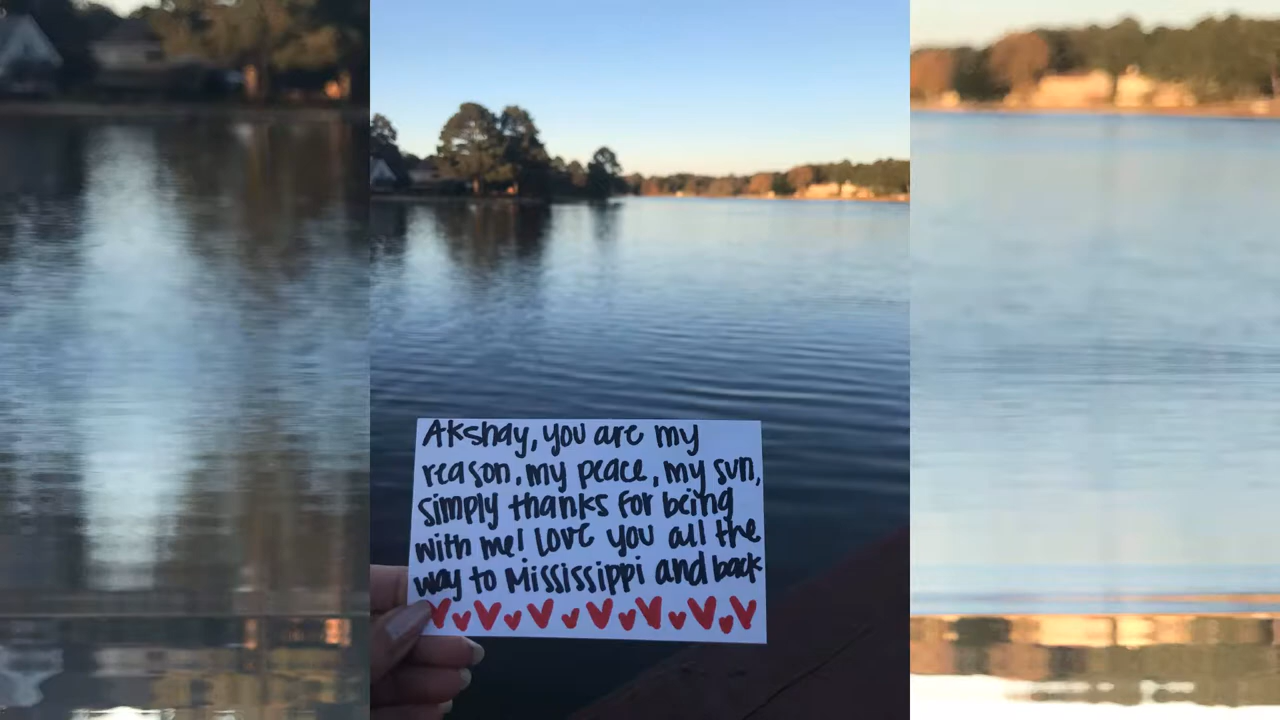 Akshay, you are my
reason, my peace, my sun,
simply thanks for being
with me! Love you all the
way to Mississippi and back